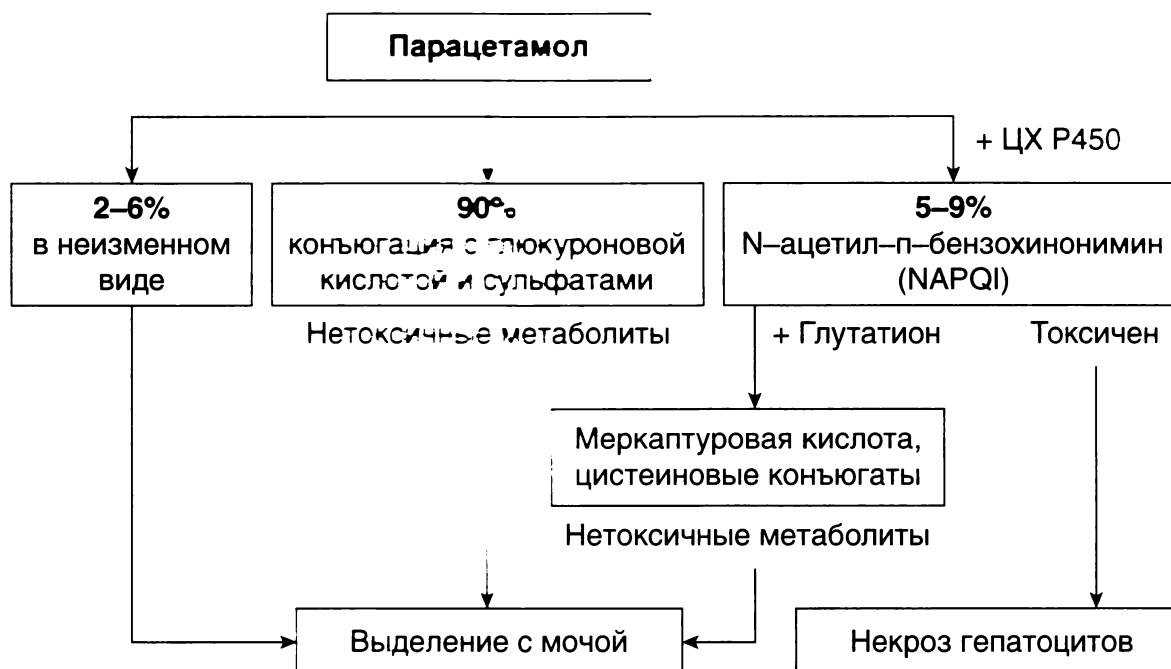 Парацетамол
+ ЦХ P450
2–6%
в неизменном
виде
90%
конъюгация с глюкуроновой
кислотой и сульфатами
Нетоксичные метаболиты
5–9%
N–ацетил–п–бензохинонимин
(NAPQI)
+ Глутатион
Токсичен
Меркаптуровая кислота,
цистеиновые конъюгаты
Нетоксичные метаболиты
Выделение с мочой
Некроз гепатоцитов